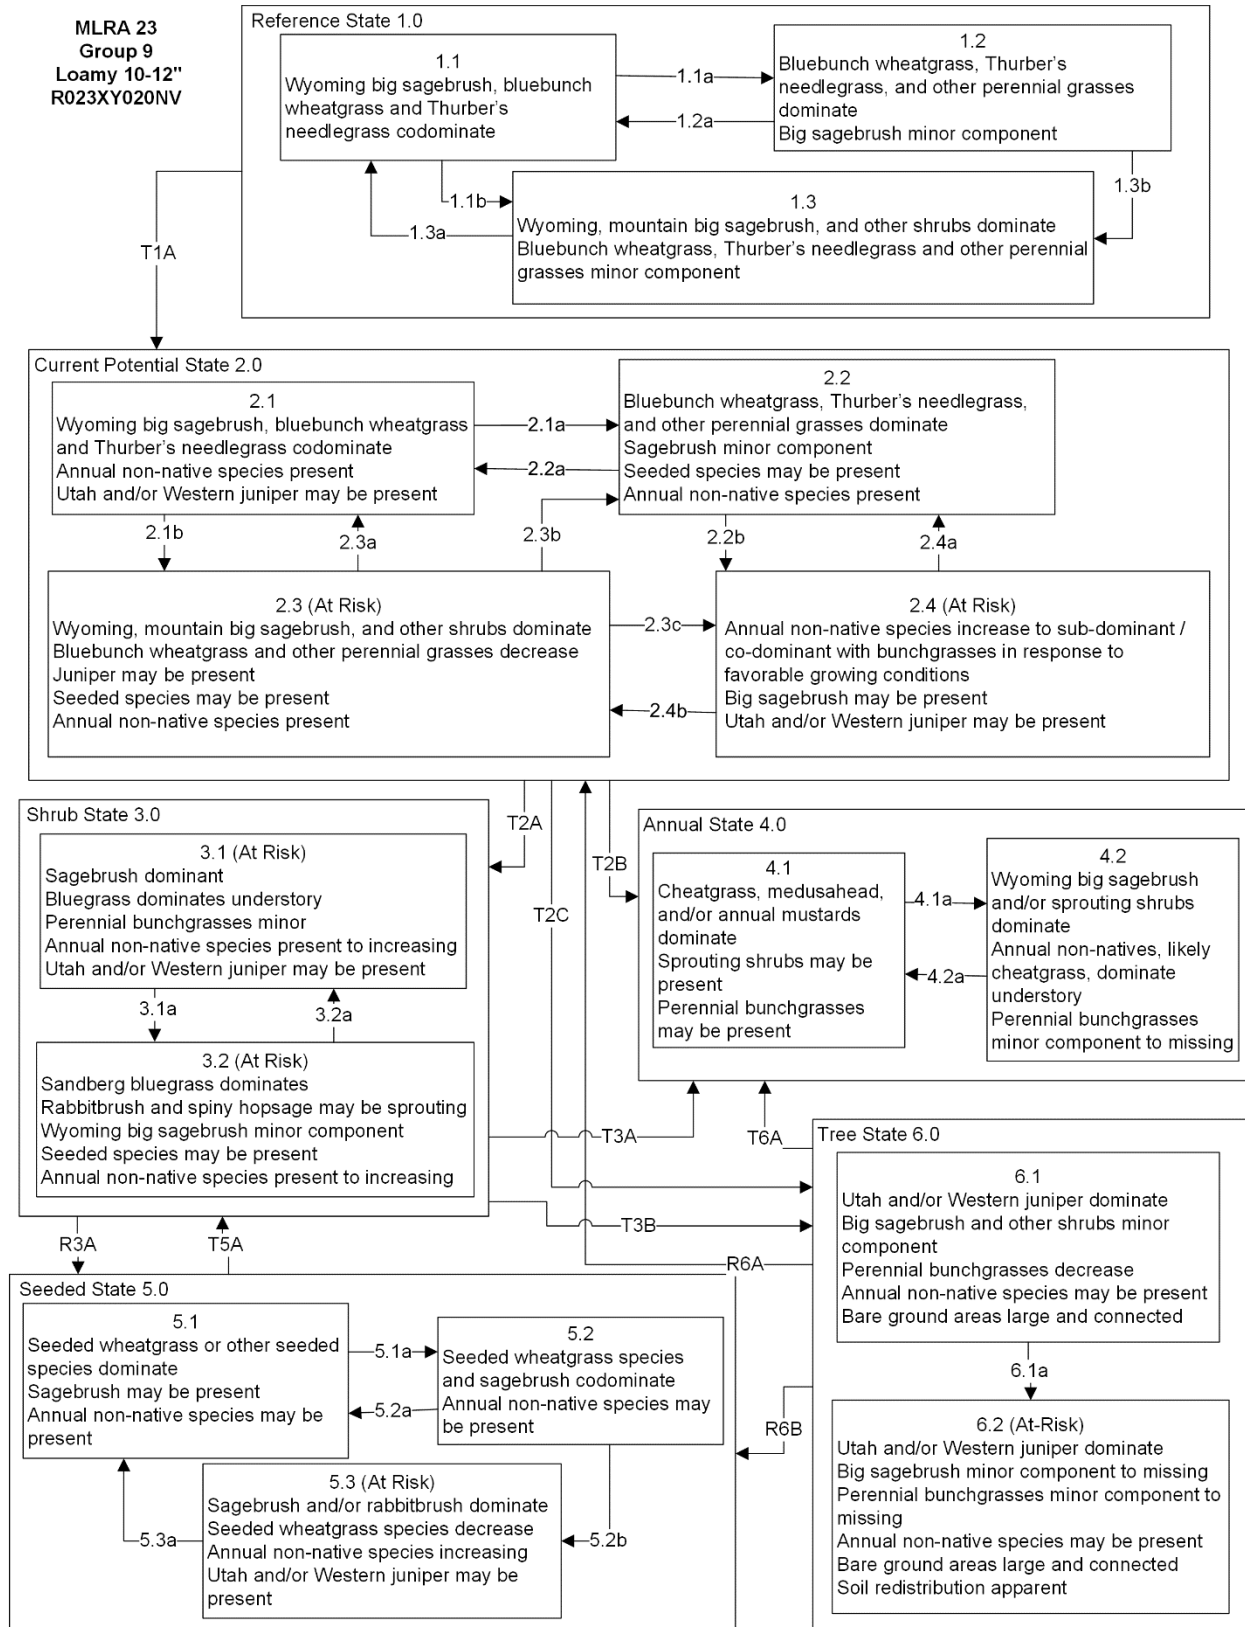 MLRA 23
Group 9
Loamy 10-12"
R023XY020NV
Reference State 1.0
1.1
Wyoming big sagebrush, bluebunch
wheatgrass and Thurber's
needlegrass codominate
1.1a
1.2a
1.2
Bluebunch wheatgrass, Thurber's
needlegrass, and other perennial grasses
dominate
Big sagebrush minor component
1.1b
1.3a
1.3b
1.3
Wyoming, mountain big sagebrush, and other shrubs dominate
Bluebunch wheatgrass, Thurber's needlegrass and other perennial
grasses minor component
T1A
Current Potential State 2.0
2.1
Wyoming big sagebrush, bluebunch wheatgrass
and Thurber's needlegrass codominate
Annual non-native species present
Utah and/or Western juniper may be present
2.1a
2.2a
2.2
Bluebunch wheatgrass, Thurber's needlegrass,
and other perennial grasses dominate
Sagebrush minor component
Seeded species may be present
Annual non-native species present
2.1b
2.3a
2.3b
2.2b
2.4a
2.3 (At Risk)
Wyoming, mountain big sagebrush, and other shrubs dominate
Bluebunch wheatgrass and other perennial grasses decrease
Juniper may be present
Seeded species may be present
Annual non-native species present
2.3c
2.4b
2.4 (At Risk)
Annual non-native species increase to sub-dominant /
co-dominant with bunchgrasses in response to
favorable growing conditions
Big sagebrush may be present
Utah and/or Western juniper may be present
T2A
T2C
T2B
Shrub State 3.0
3.1 (At Risk)
Sagebrush dominant
Bluegrass dominates understory
Perennial bunchgrasses minor
Annual non-native species present to increasing
Utah and/or Western juniper may be present
3.1a
3.2a
3.2 (At Risk)
Sandberg bluegrass dominates
Rabbitbrush and spiny hopsage may be sprouting
Wyoming big sagebrush minor component
Seeded species may be present
Annual non-native species present to increasing
Annual State 4.0
4.1
Cheatgrass, medusahead,
and/or annual mustards
dominate
Sprouting shrubs may be
present
Perennial bunchgrasses
may be present
4.1a
4.2a
4.2
Wyoming big sagebrush
and/or sprouting shrubs
dominate
Annual non-natives, likely
cheatgrass, dominate
understory
Perennial bunchgrasses
minor component to missing
T3A
T6A
T3B
R3A
T5A
R6A
Tree State 6.0
6.1
Utah and/or Western juniper dominate
Big sagebrush and other shrubs minor
component
Perennial bunchgrasses decrease
Annual non-native species may be present
Bare ground areas large and connected
6.1a
6.2 (At-Risk)
Utah and/or Western juniper dominate
Big sagebrush minor component to missing
Perennial bunchgrasses minor component to
missing
Annual non-native species may be present
Bare ground areas large and connected
Soil redistribution apparent
R6B
Seeded State 5.0
5.1
Seeded wheatgrass or other seeded
species dominate
Sagebrush may be present
Annual non-native species may be
present
5.1a
5.2a
5.2
Seeded wheatgrass species
and sagebrush codominate
Annual non-native species may
be present
5.3a
5.2b
5.3 (At Risk)
Sagebrush and/or rabbitbrush dominate
Seeded wheatgrass species decrease
Annual non-native species increasing
Utah and/or Western juniper may be
present